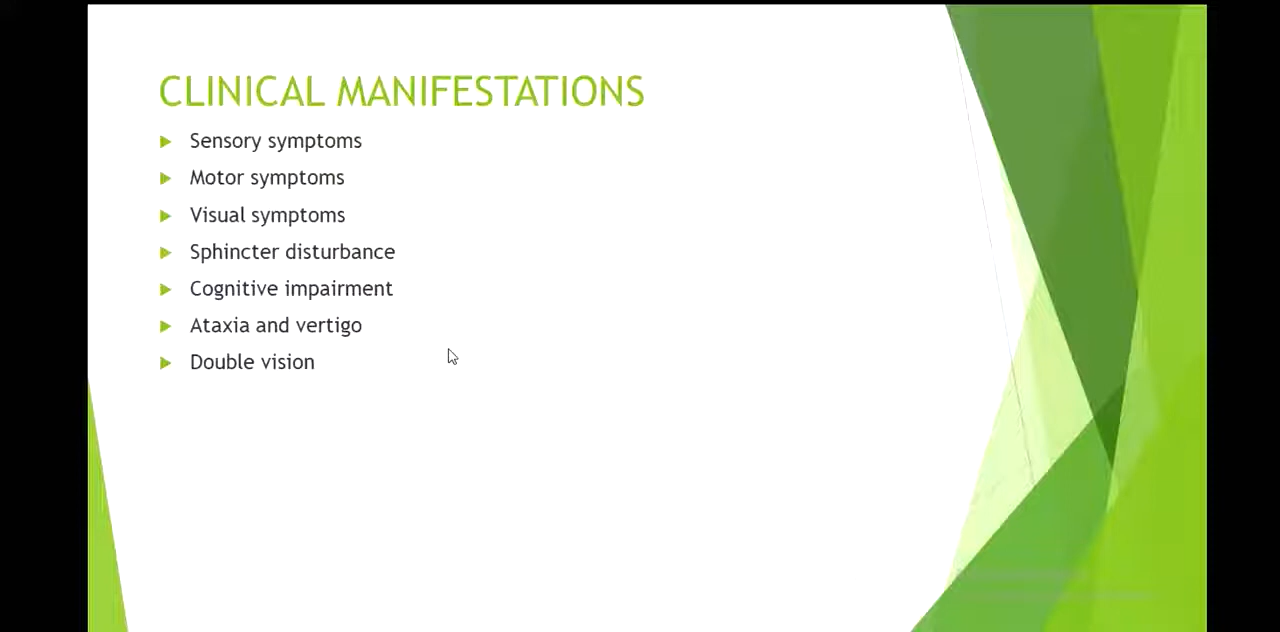 CLINICAL MANIFESTATIONS
Sensory symptoms
Motor symptoms
Visual symptoms
Sphincter disturbance
Cognitive impairment
Ataxia and vertigo
Double vision